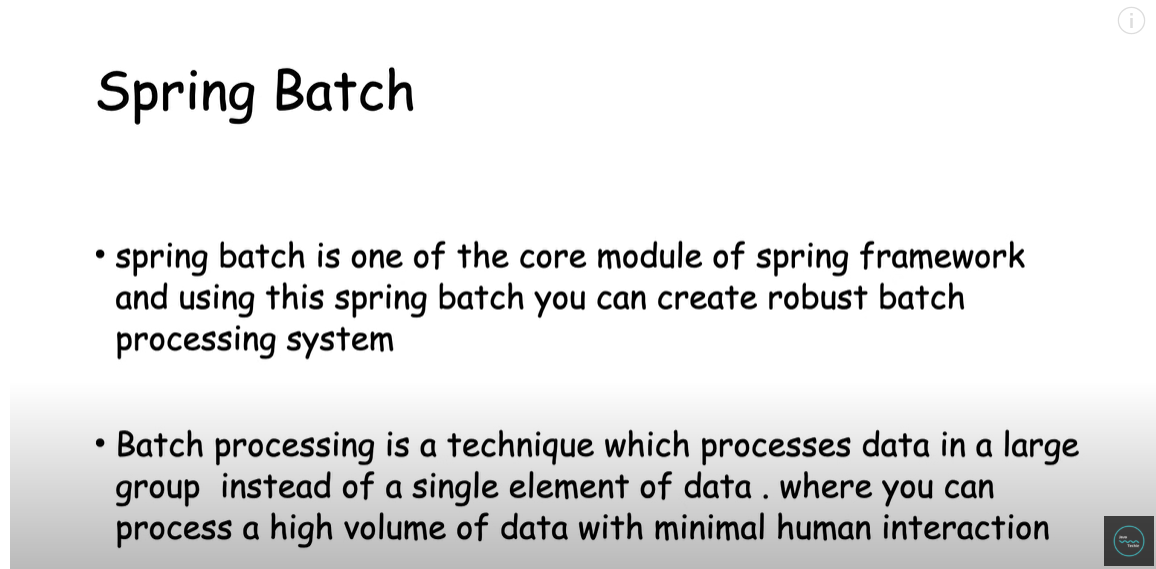 Spring Batch
• spring batch is one of the core module of spring framework
and using this spring batch you can create robust batch
processing system
• Batch processing is a technique which processes data in a large
group  instead of a single element of data . where you can
process a high volume of data with minimal human interaction